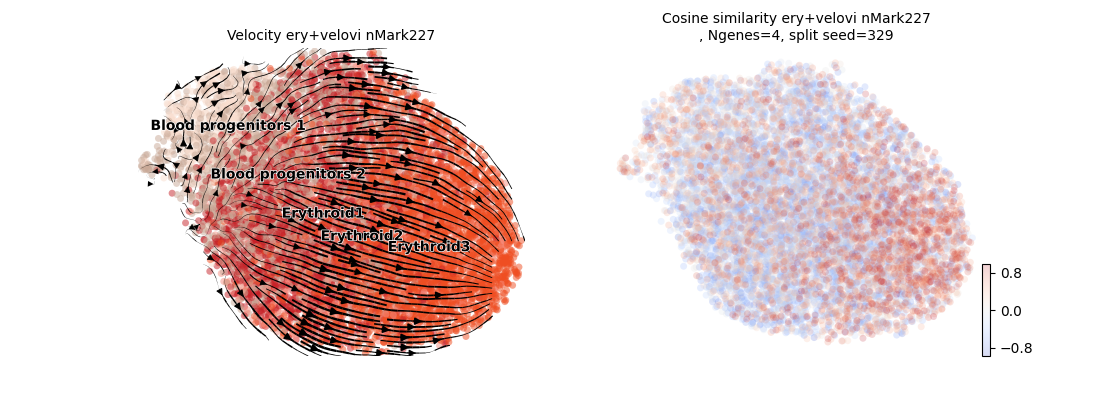 Velocity ery+velovi nMark227
Blood progenitors 1
Blood progenitors 2
Erythroid1
Erythroid2
Erythroid3
Cosine similarity ery+velovi nMark227
, Ngenes=4, split seed=329
0.8
0.0
−0.8